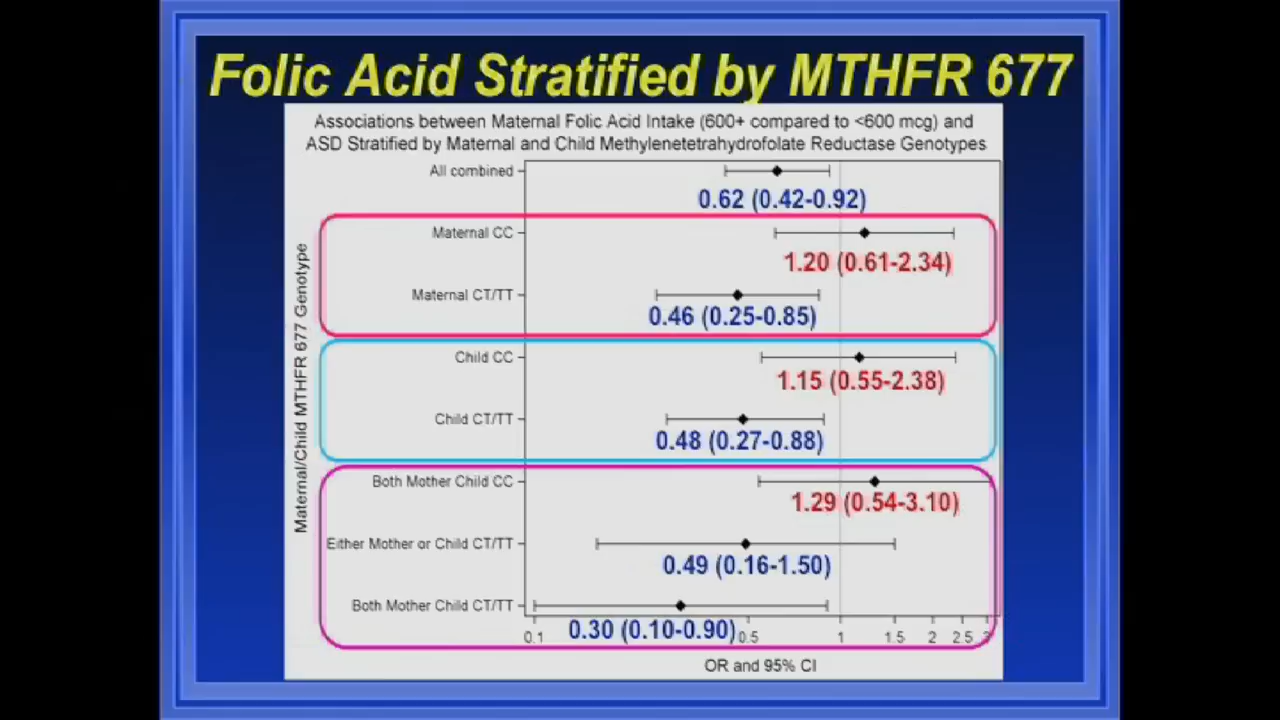 Folic Acid Stratified by MTHFR 677
Associations between Maternal Folic Acid Intake (600+ compared to <600 mcg) and
ASD Stratified by Maternal and Child Methylenetetrahydrofolate Reductase Genotypes
Maternal/Child MTHFR 677 Genotype
All combined
0.62 (0.42-0.92)
Maternal CC
1.20 (0.61-2.34)
Maternal CT/TT
0.46 (0.25-0.85)
Child CC
1.15 (0.55-2.38)
Child CT/TT
0.48 (0.27-0.88)
Both Mother Child CC
1.29 (0.54-3.10)
Either Mother or Child CT/TT
0.49 (0.16-1.50)
Both Mother Child CT/TT
0.30 (0.10-0.90)
0.1 0.5 1 1.5 2 2.5 3
OR and 95% CI